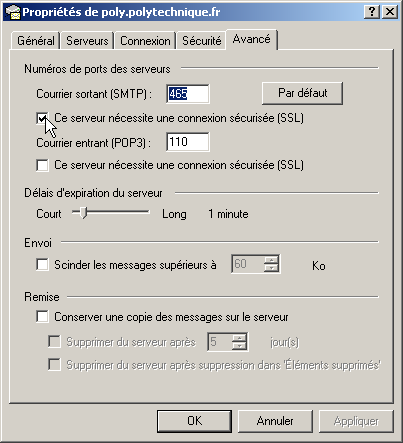 Propriétés de poly.polytechnique.fr
Général Serveurs Connexion Sécurité Avancé
Numéros de ports des serveurs
Courrier sortant (SMTP) : 465 Par défaut
Ce serveur nécessite une connexion sécurisée (SSL)
Courrier entrant (POP3) : 110
Ce serveur nécessite une connexion sécurisée (SSL)
Délais d'expiration du serveur
Court Long 1 minute
Envoi
Scinder les messages supérieurs à 60 Ko
Remise
Conserver une copie des messages sur le serveur
Supprimer du serveur après 5 jour(s)
Supprimer du serveur après suppression dans 'Éléments supprimés'
OK Annuler Appliquer